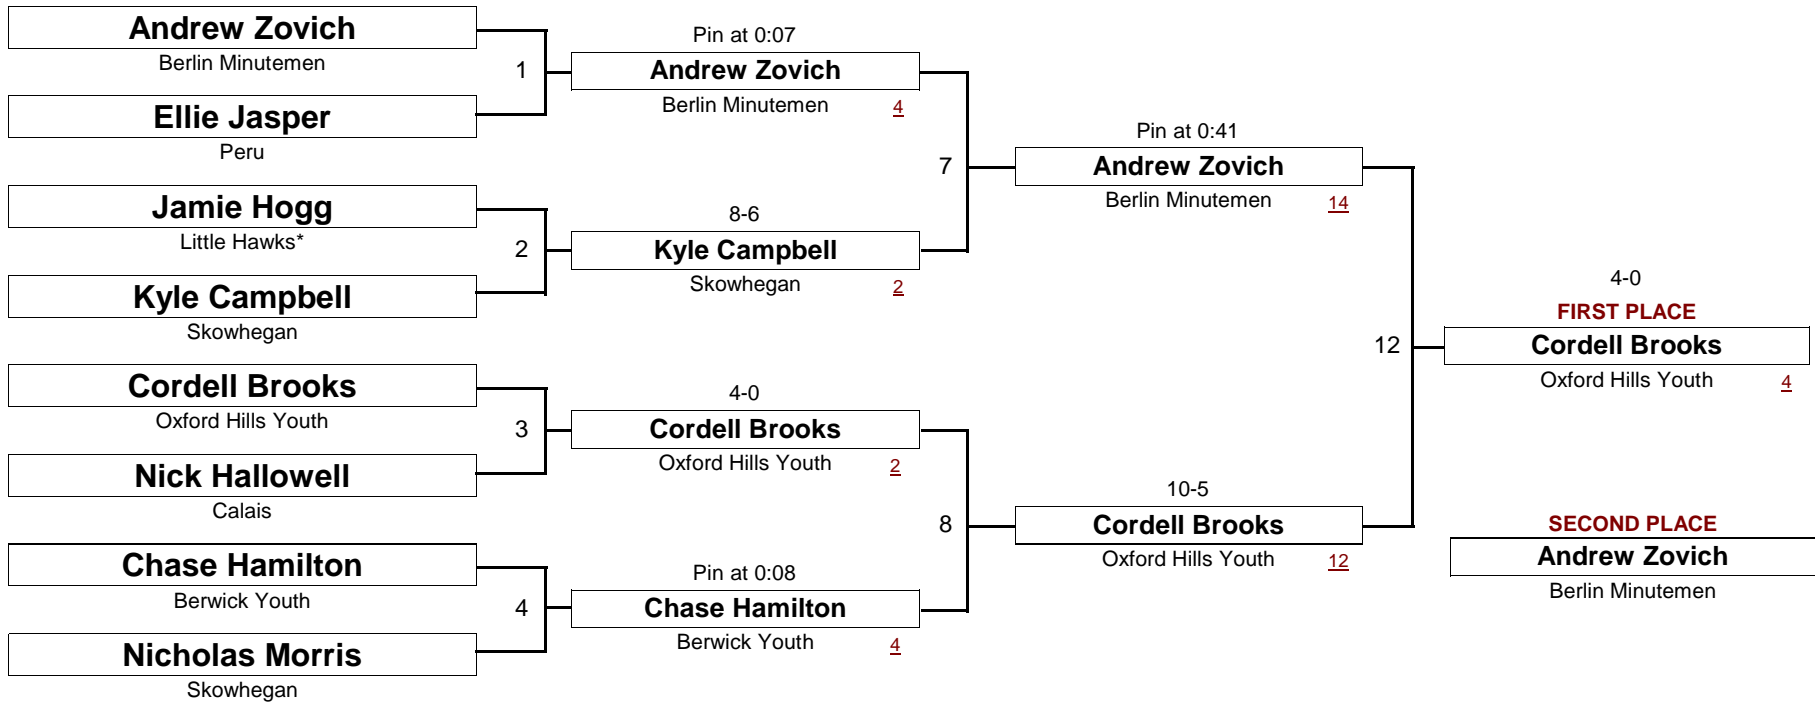 Andrew Zovich
Berlin Minutemen
1
Ellie Jasper
Peru
Jamie Hogg
Little Hawks*
2
Kyle Campbell
Skowhegan
Cordell Brooks
Oxford Hills Youth
3
Nick Hallowell
Calais
Chase Hamilton
Berwick Youth
4
Nicholas Morris
Skowhegan
Pin at 0:07
Andrew Zovich
Berlin Minutemen 4
7
8-6
Kyle Campbell
Skowhegan 2
4-0
Cordell Brooks
Oxford Hills Youth 2
8
Pin at 0:08
Chase Hamilton
Berwick Youth 4
Pin at 0:41
Andrew Zovich
Berlin Minutemen 14
12
10-5
Cordell Brooks
Oxford Hills Youth 12
4-0
FIRST PLACE
Cordell Brooks
Oxford Hills Youth 4
SECOND PLACE
Andrew Zovich
Berlin Minutemen